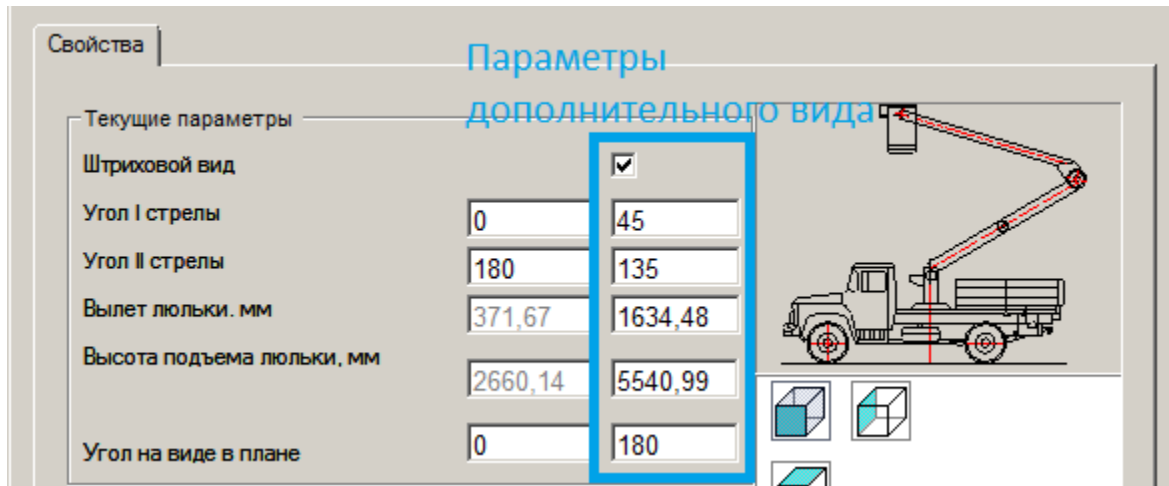 Свойства
Параметры
дополнительного вида
Текущие параметры
Штриховой вид
Угол I стрелы 0 45
Угол II стрелы 180 135
Вылет люльки. мм 371,67 1634,48
Высота подъема люльки, мм 2660,14 5540,99
Угол на виде в плане 0 180